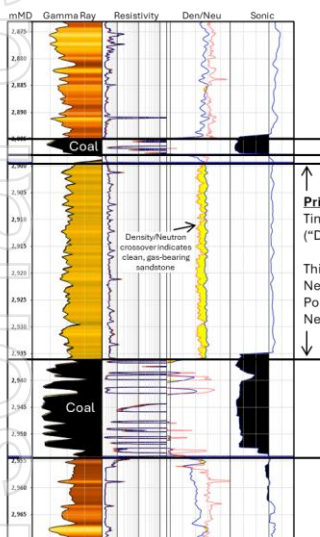 mMD Gamma Ray Resistivity Den/Neu Sonic
2,875
2,880
2,885
2,890
Coal
2,905
2,910
Pri
Tin
("D
Density/Neutron
crossover indicates
clean, gas-bearing
sandstone
2,915
2,920
Thi
Ne
Po
Ne
2,925
2,930
2,935
2,940
Coal
2,945
2,950
2,960
2,965